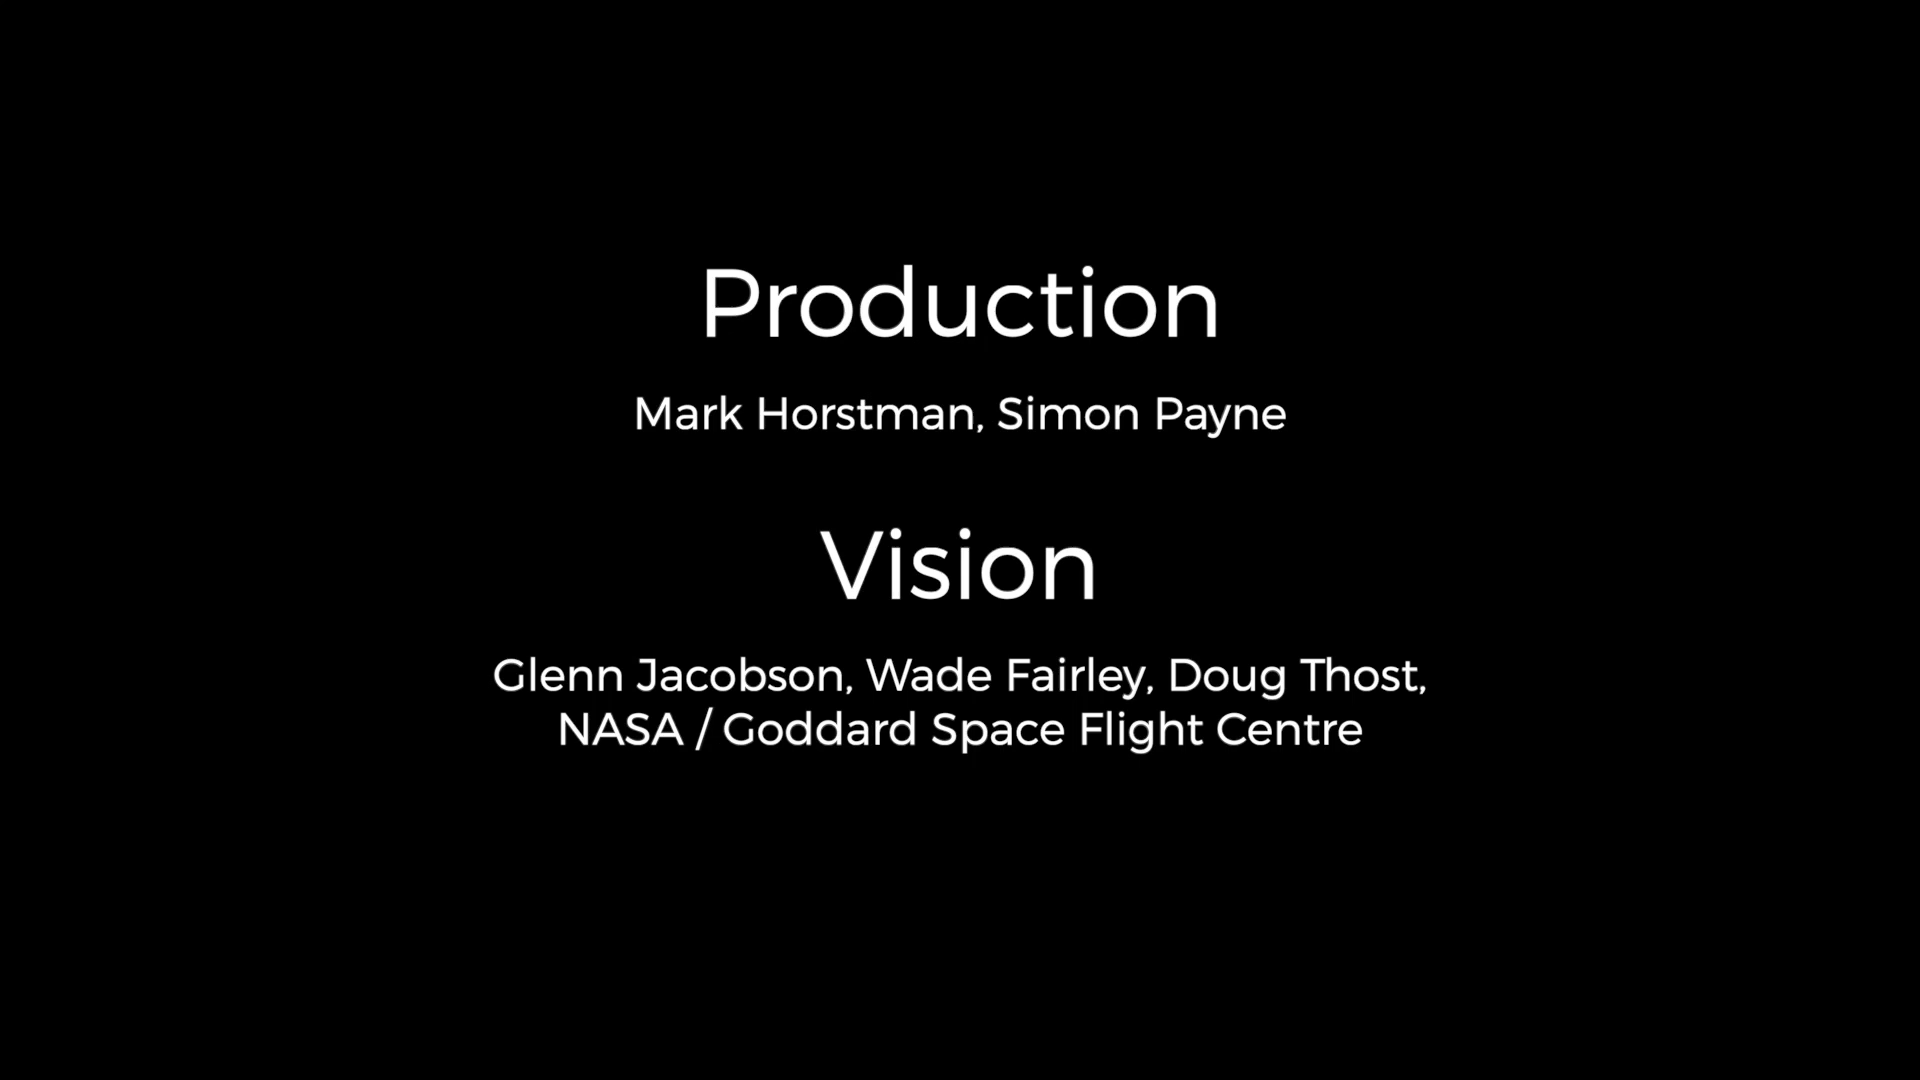 Production
Mark Horstman, Simon Payne
Vision
Glenn Jacobson, Wade Fairley, Doug Thost,
NASA / Goddard Space Flight Centre